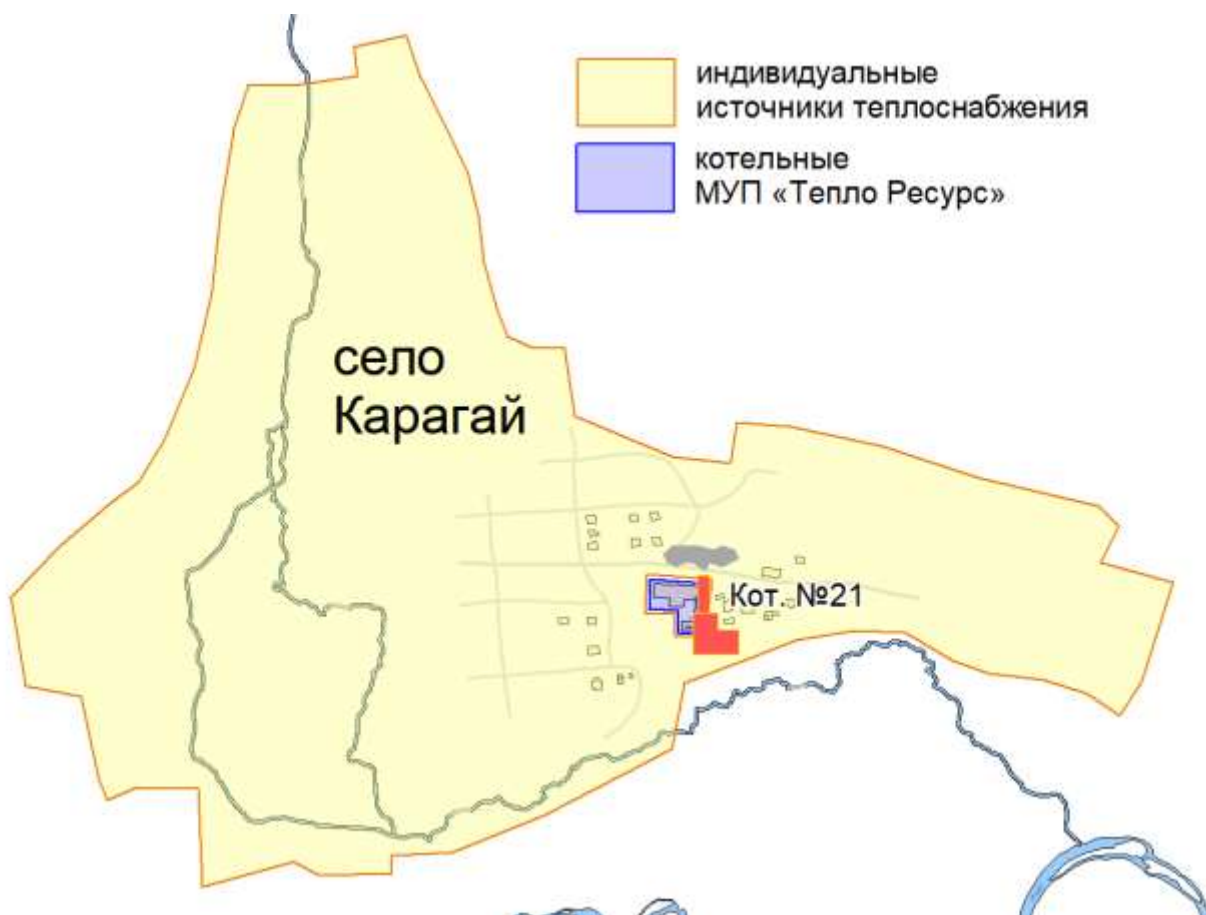 индивидуальные
источники теплоснабжения
котельные
МУП «Тепло Ресурс»
село
Карагай
Кот. №21